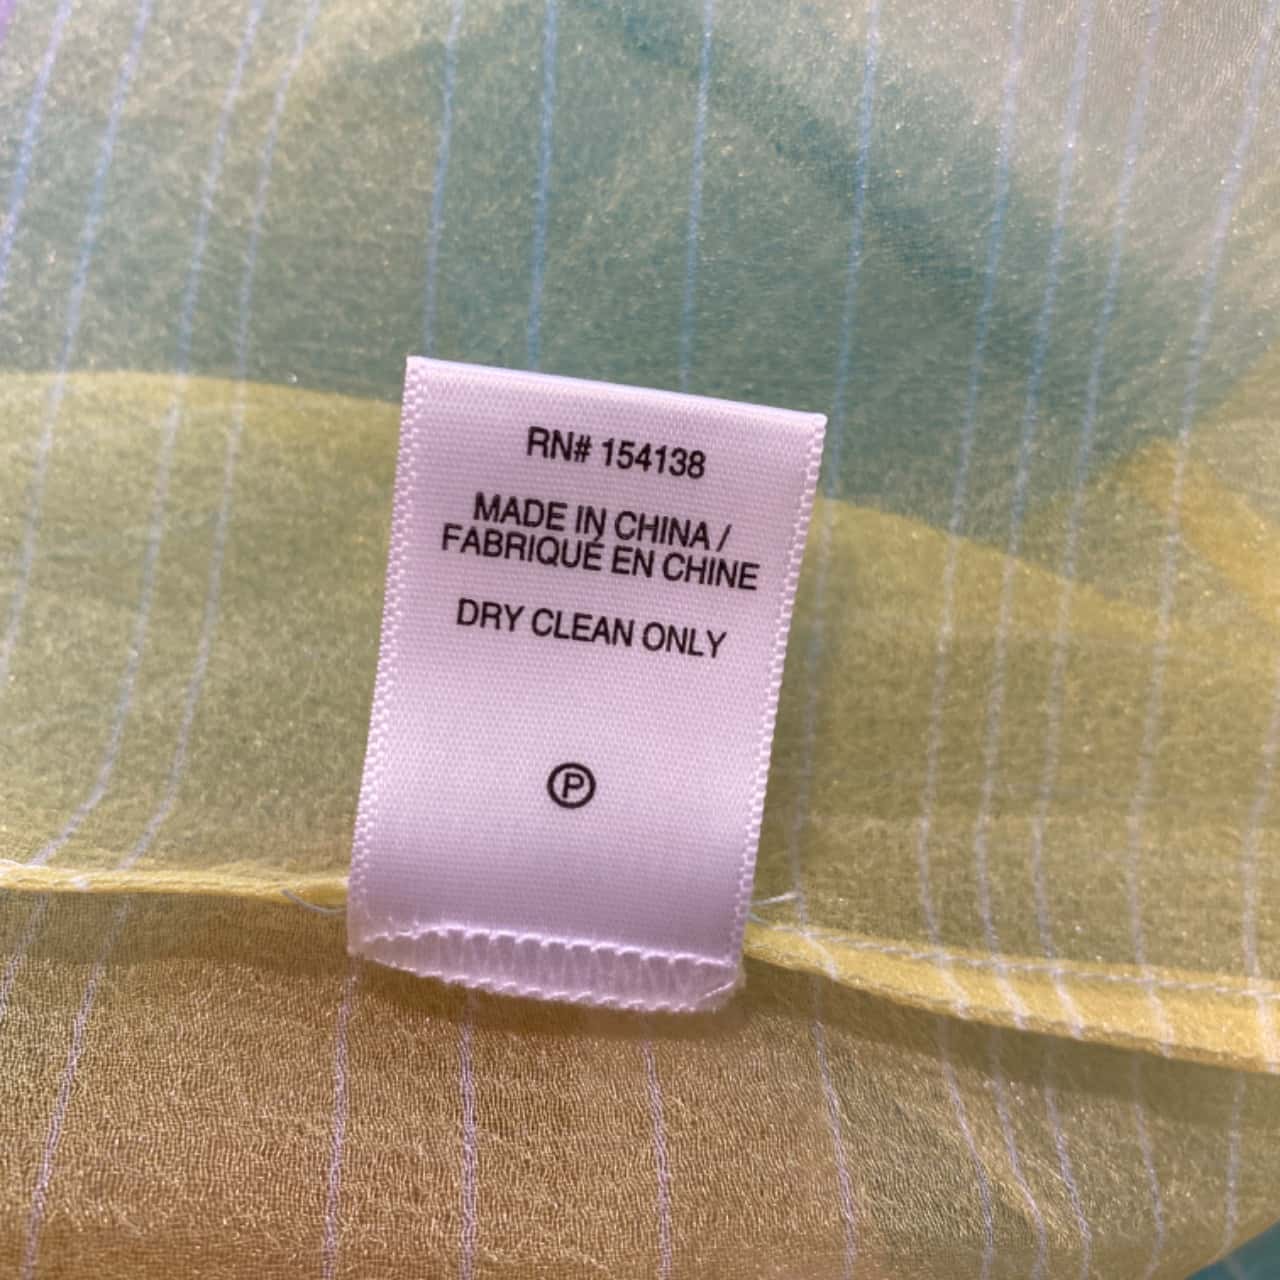 RN# 154138
MADE IN CHINA /
FABRIQUÉ EN CHINE
DRY CLEAN ONLY
P